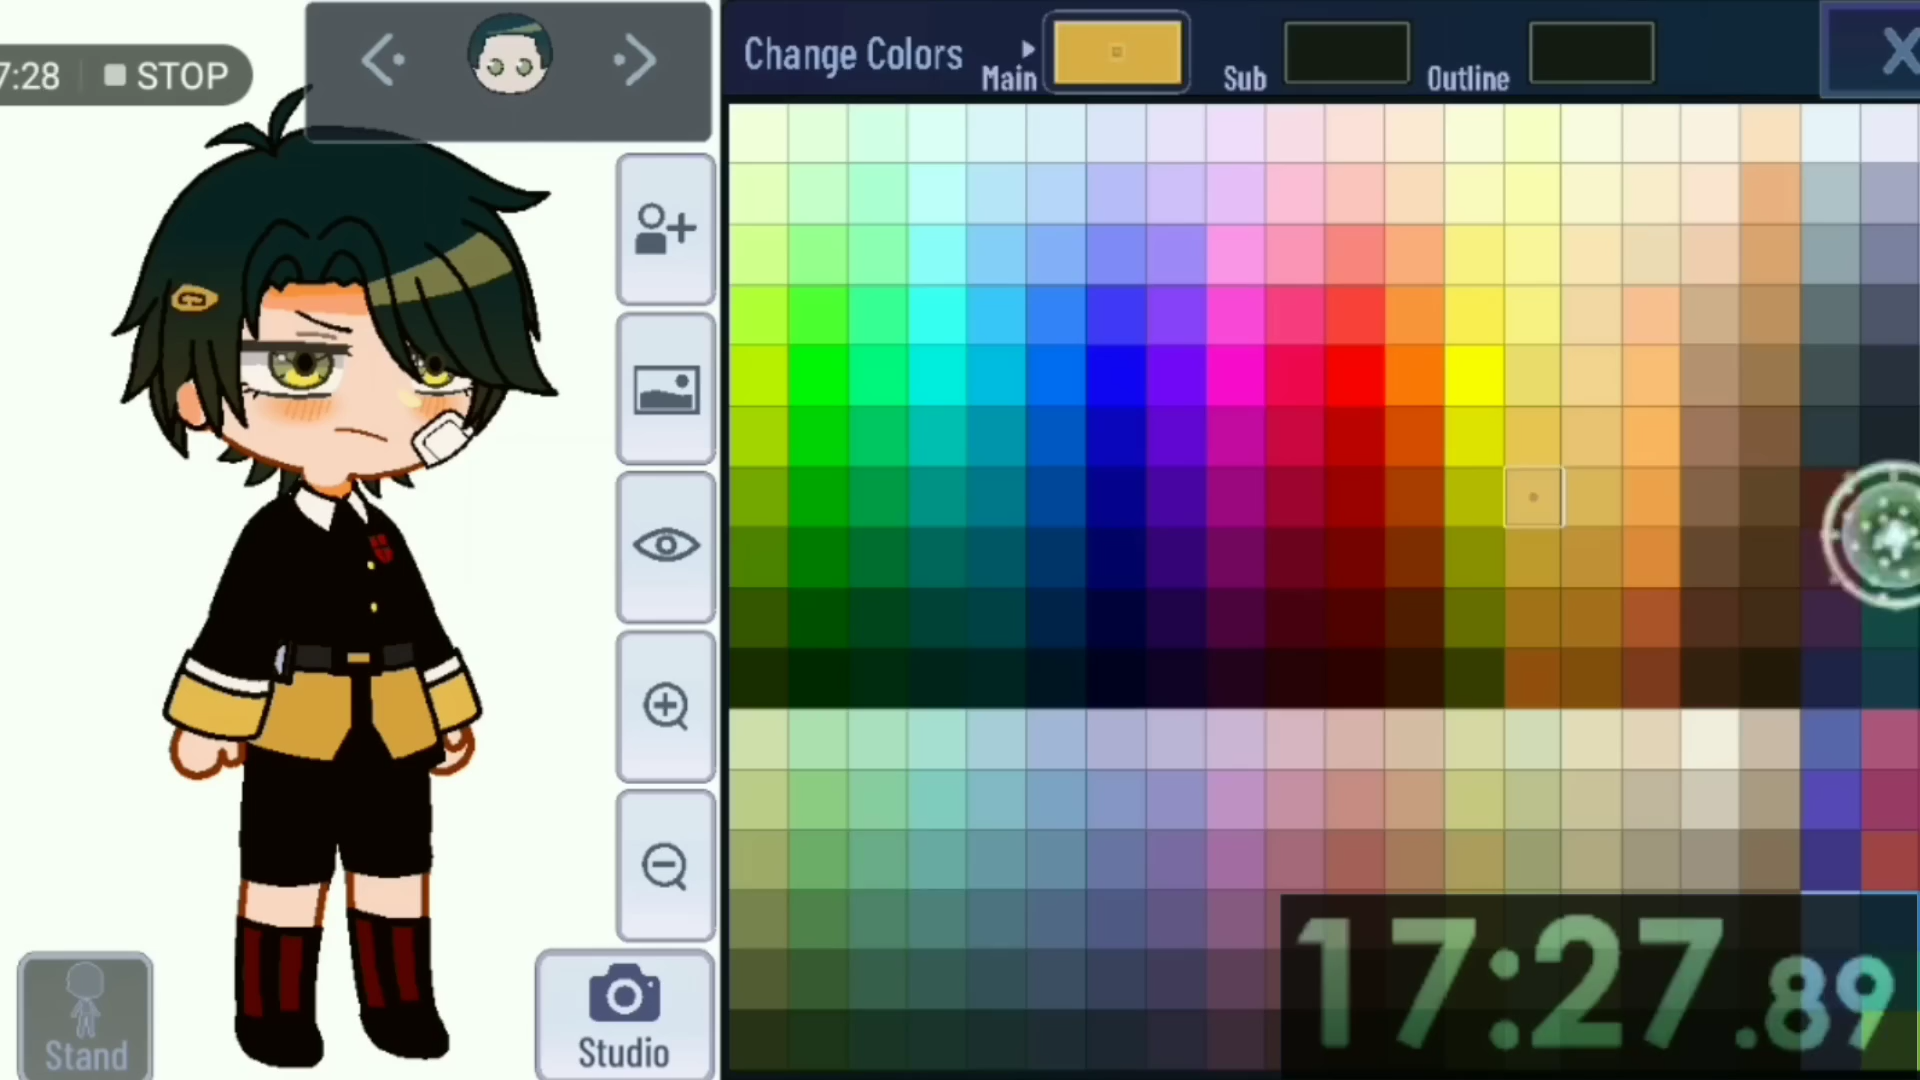 7:28 STOP
Change Colors Main Sub Outline X
Stand
Studio
17:27.89